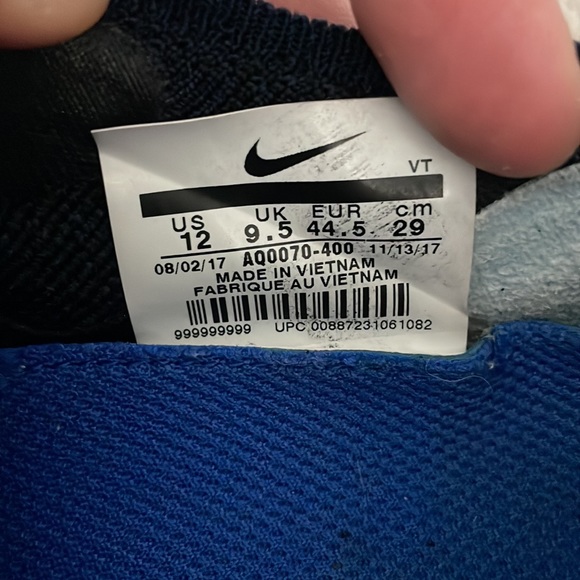 VT
US UK EUR cm
12 9.5 44.5 29
08/02/17 AQ0070-400 11/13/17
MADE IN VIETNAM
FABRIQUE AU VIETNAM
999999999 UPC 00887231061082